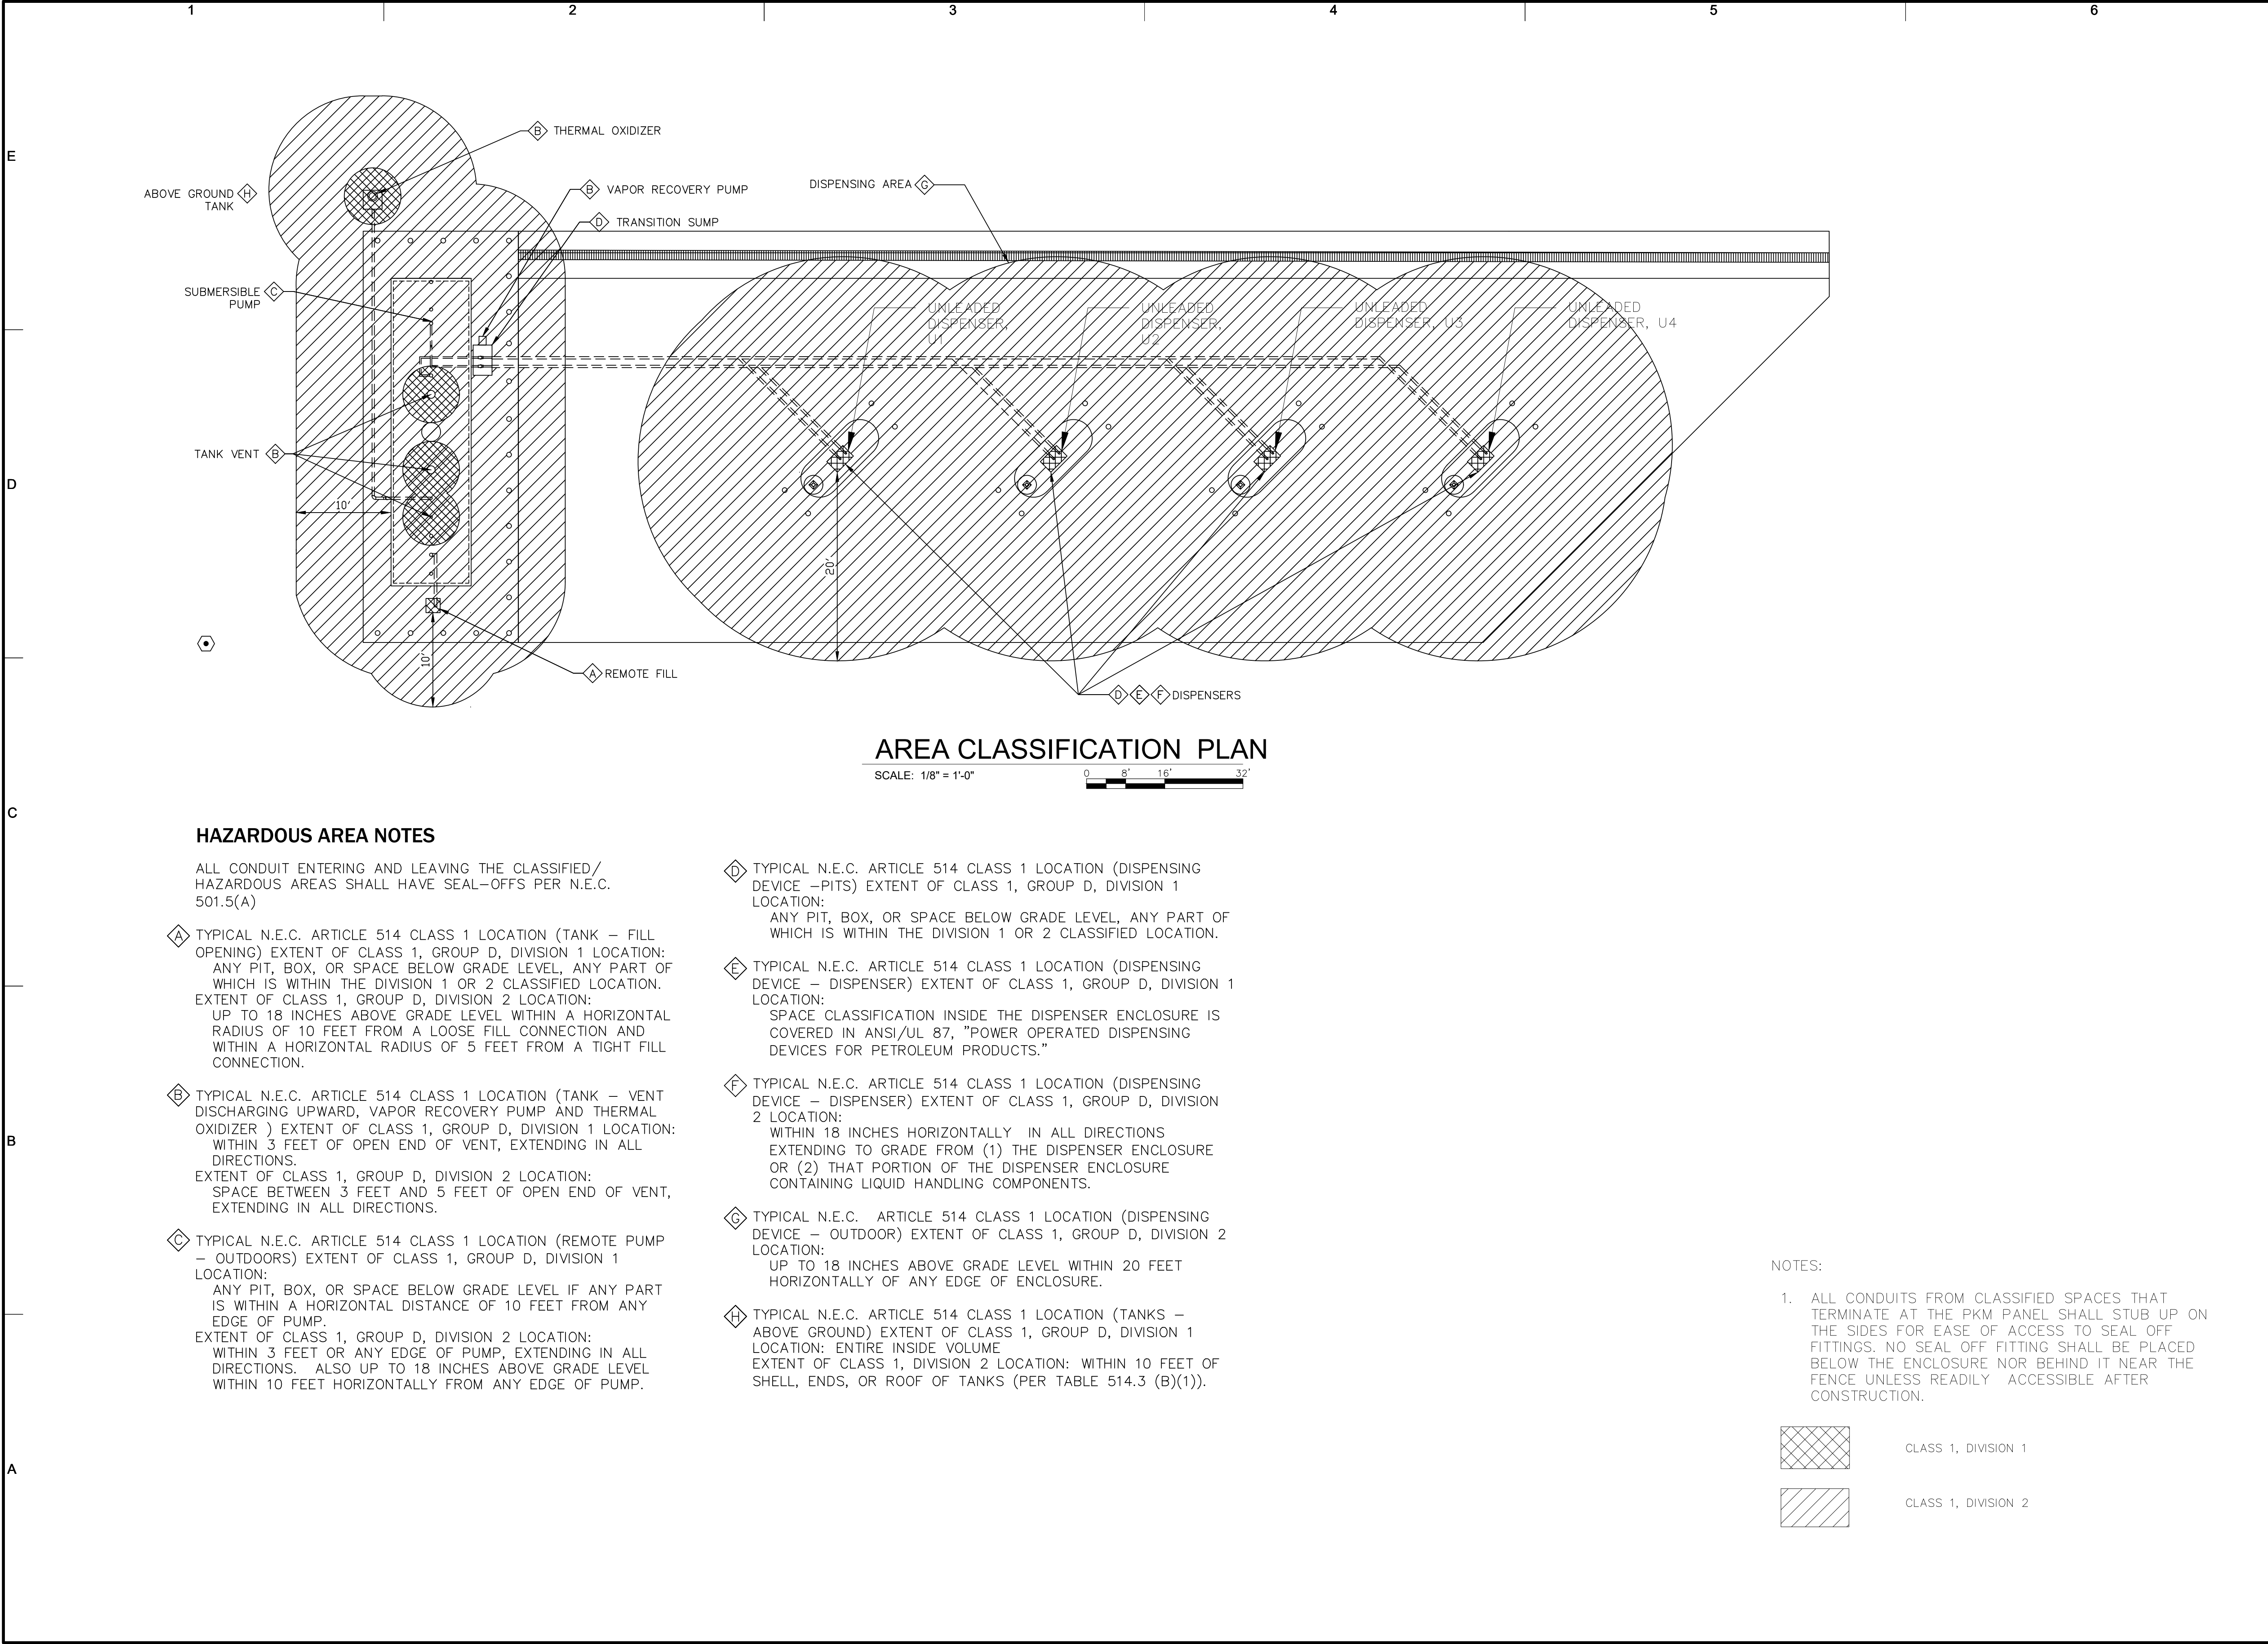 1
2
3
4
5
6
E
D
C
B
A
B THERMAL OXIDIZER
ABOVE GROUND H
TANK
B VAPOR RECOVERY PUMP
DISPENSING AREA G
D TRANSITION SUMP
SUBMERSIBLE C
PUMP
UNLEADED
DISPENSER,
U1
UNLEADED
DISPENSER,
U2
UNLEADED
DISPENSER, U3
UNLEADED
DISPENSER, U4
TANK VENT B
10'
20'
10'
A REMOTE FILL
D E F DISPENSERS
AREA CLASSIFICATION PLAN
SCALE: 1/8" = 1'-0"
0 8' 16' 32'
HAZARDOUS AREA NOTES
ALL CONDUIT ENTERING AND LEAVING THE CLASSIFIED/
HAZARDOUS AREAS SHALL HAVE SEAL-OFFS PER N.E.C.
501.5(A)
A TYPICAL N.E.C. ARTICLE 514 CLASS 1 LOCATION (TANK – FILL
OPENING) EXTENT OF CLASS 1, GROUP D, DIVISION 1 LOCATION:
ANY PIT, BOX, OR SPACE BELOW GRADE LEVEL, ANY PART OF
WHICH IS WITHIN THE DIVISION 1 OR 2 CLASSIFIED LOCATION.
EXTENT OF CLASS 1, GROUP D, DIVISION 2 LOCATION:
UP TO 18 INCHES ABOVE GRADE LEVEL WITHIN A HORIZONTAL
RADIUS OF 10 FEET FROM A LOOSE FILL CONNECTION AND
WITHIN A HORIZONTAL RADIUS OF 5 FEET FROM A TIGHT FILL
CONNECTION.
B TYPICAL N.E.C. ARTICLE 514 CLASS 1 LOCATION (TANK – VENT
DISCHARGING UPWARD, VAPOR RECOVERY PUMP AND THERMAL
OXIDIZER ) EXTENT OF CLASS 1, GROUP D, DIVISION 1 LOCATION:
WITHIN 3 FEET OF OPEN END OF VENT, EXTENDING IN ALL
DIRECTIONS.
EXTENT OF CLASS 1, GROUP D, DIVISION 2 LOCATION:
SPACE BETWEEN 3 FEET AND 5 FEET OF OPEN END OF VENT,
EXTENDING IN ALL DIRECTIONS.
C TYPICAL N.E.C. ARTICLE 514 CLASS 1 LOCATION (REMOTE PUMP
– OUTDOORS) EXTENT OF CLASS 1, GROUP D, DIVISION 1
LOCATION:
ANY PIT, BOX, OR SPACE BELOW GRADE LEVEL IF ANY PART
IS WITHIN A HORIZONTAL DISTANCE OF 10 FEET FROM ANY
EDGE OF PUMP.
EXTENT OF CLASS 1, GROUP D, DIVISION 2 LOCATION:
WITHIN 3 FEET OR ANY EDGE OF PUMP, EXTENDING IN ALL
DIRECTIONS. ALSO UP TO 18 INCHES ABOVE GRADE LEVEL
WITHIN 10 FEET HORIZONTALLY FROM ANY EDGE OF PUMP.
D TYPICAL N.E.C. ARTICLE 514 CLASS 1 LOCATION (DISPENSING
DEVICE –PITS) EXTENT OF CLASS 1, GROUP D, DIVISION 1
LOCATION:
ANY PIT, BOX, OR SPACE BELOW GRADE LEVEL, ANY PART OF
WHICH IS WITHIN THE DIVISION 1 OR 2 CLASSIFIED LOCATION.
E TYPICAL N.E.C. ARTICLE 514 CLASS 1 LOCATION (DISPENSING
DEVICE – DISPENSER) EXTENT OF CLASS 1, GROUP D, DIVISION 1
LOCATION:
SPACE CLASSIFICATION INSIDE THE DISPENSER ENCLOSURE IS
COVERED IN ANSI/UL 87, "POWER OPERATED DISPENSING
DEVICES FOR PETROLEUM PRODUCTS."
F TYPICAL N.E.C. ARTICLE 514 CLASS 1 LOCATION (DISPENSING
DEVICE – DISPENSER) EXTENT OF CLASS 1, GROUP D, DIVISION
2 LOCATION:
WITHIN 18 INCHES HORIZONTALLY IN ALL DIRECTIONS
EXTENDING TO GRADE FROM (1) THE DISPENSER ENCLOSURE
OR (2) THAT PORTION OF THE DISPENSER ENCLOSURE
CONTAINING LIQUID HANDLING COMPONENTS.
G TYPICAL N.E.C. ARTICLE 514 CLASS 1 LOCATION (DISPENSING
DEVICE – OUTDOOR) EXTENT OF CLASS 1, GROUP D, DIVISION 2
LOCATION:
UP TO 18 INCHES ABOVE GRADE LEVEL WITHIN 20 FEET
HORIZONTALLY OF ANY EDGE OF ENCLOSURE.
H TYPICAL N.E.C. ARTICLE 514 CLASS 1 LOCATION (TANKS –
ABOVE GROUND) EXTENT OF CLASS 1, GROUP D, DIVISION 1
LOCATION: ENTIRE INSIDE VOLUME
EXTENT OF CLASS 1, DIVISION 2 LOCATION: WITHIN 10 FEET OF
SHELL, ENDS, OR ROOF OF TANKS (PER TABLE 514.3 (B)(1)).
NOTES:
1. ALL CONDUITS FROM CLASSIFIED SPACES THAT
TERMINATE AT THE PKM PANEL SHALL STUB UP ON
THE SIDES FOR EASE OF ACCESS TO SEAL OFF
FITTINGS. NO SEAL OFF FITTING SHALL BE PLACED
BELOW THE ENCLOSURE NOR BEHIND IT NEAR THE
FENCE UNLESS READILY ACCESSIBLE AFTER
CONSTRUCTION.
CLASS 1, DIVISION 1
CLASS 1, DIVISION 2